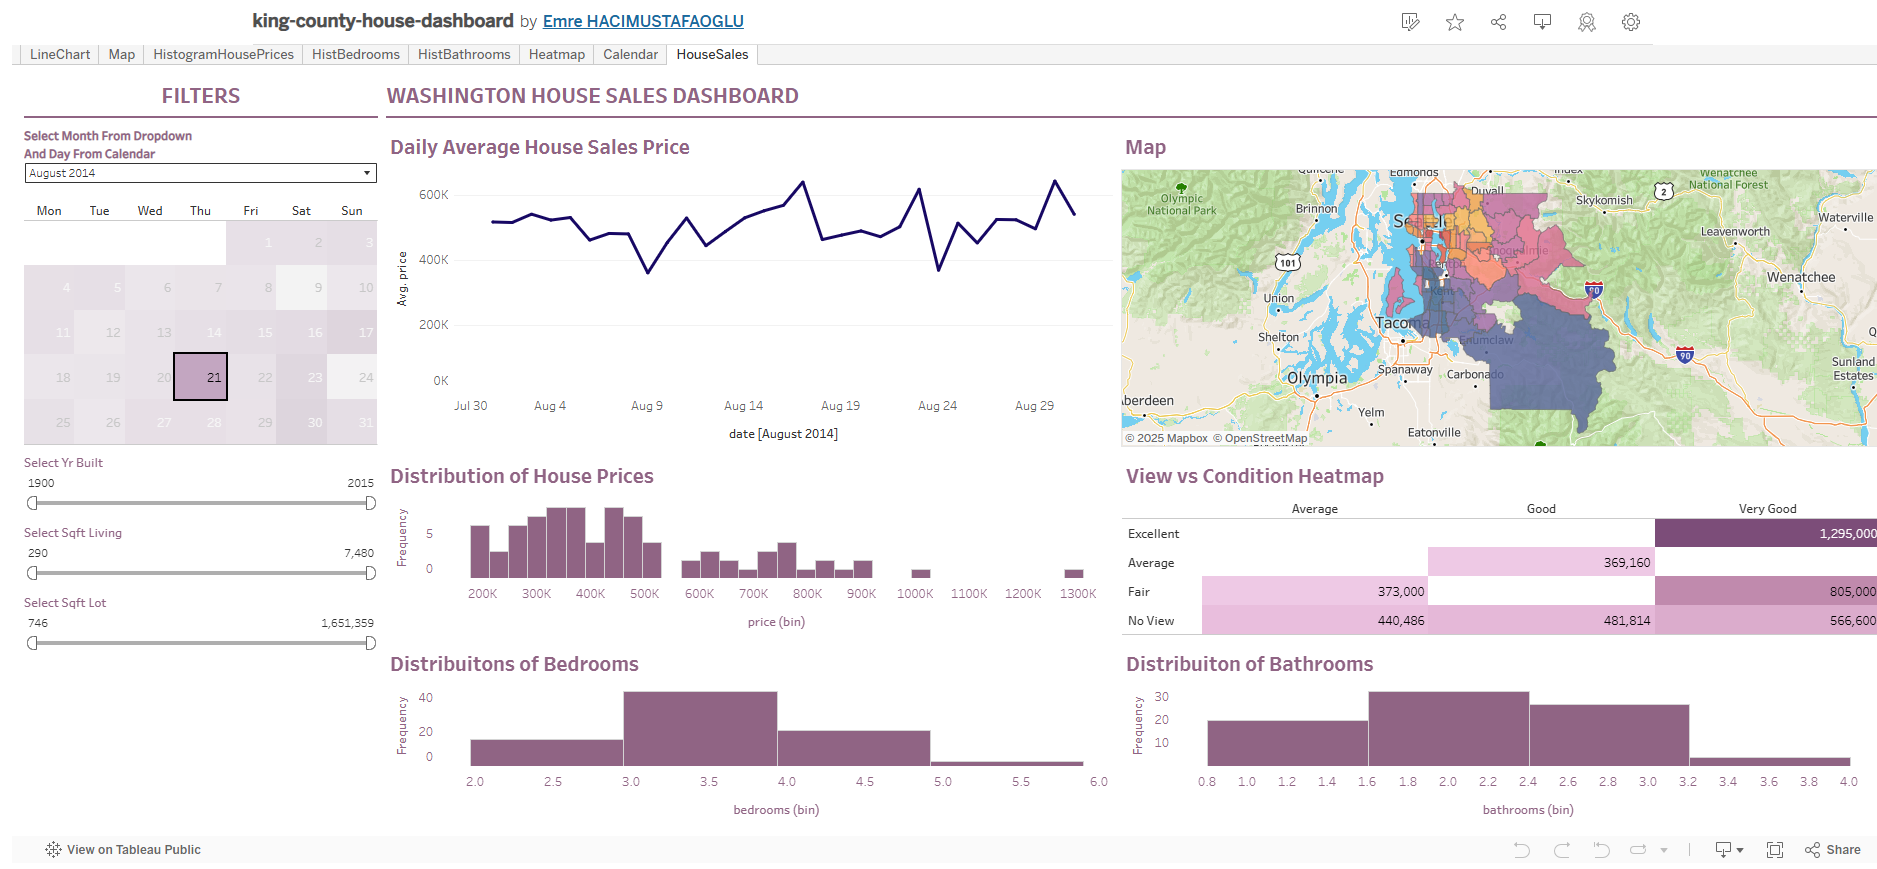 king-county-house-dashboard by Emre HACIMUSTAFAOGLU
LineChart Map HistogramHousePrices HistBedrooms HistBathrooms Heatmap Calendar HouseSales
FILTERS
Select Month From Dropdown
And Day From Calendar
August 2014
Mon Tue Wed Thu Fri Sat Sun
1 2 3
4 5 6 7 8 9 10
11 12 13 14 15 16 17
18 19 20 21 22 23 24
25 26 27 28 29 30 31
Select Yr Built
1900 2015
Select Sqft Living
290 7,480
Select Sqft Lot
746 1,651,359
WASHINGTON HOUSE SALES DASHBOARD
Daily Average House Sales Price
Avg. price
600K
400K
200K
0K
Jul 30 Aug 4 Aug 9 Aug 14 Aug 19 Aug 24 Aug 29
date [August 2014]
Map
Edmonds
Duvall
Olympic
National Park
Brinnon
Wenatchee
National Forest
2
Skykomish
Waterville
Leavenworth
Snoqualmie
101
Renton
Wenatchee
Union
Kent
90
Tacoma
Shelton
Enumclaw
90
Sunland
Estates
Spanaway
Carbonado
Olympia
Aberdeen
Yelm
Eatonville
© 2025 Mapbox © OpenStreetMap
Distribution of House Prices
Frequency
5
0
200K 300K 400K 500K 600K 700K 800K 900K 1000K 1100K 1200K 1300K
price (bin)
View vs Condition Heatmap
Average Good Very Good
Excellent 1,295,000
Average 369,160
Fair 373,000 805,000
No View 440,486 481,814 566,600
Distribuitons of Bedrooms
Frequency
40
20
0
2.0 2.5 3.0 3.5 4.0 4.5 5.0 5.5 6.0
bedrooms (bin)
Distribuiton of Bathrooms
Frequency
30
20
10
0.8 1.0 1.2 1.4 1.6 1.8 2.0 2.2 2.4 2.6 2.8 3.0 3.2 3.4 3.6 3.8 4.0
bathrooms (bin)
View on Tableau Public
Share